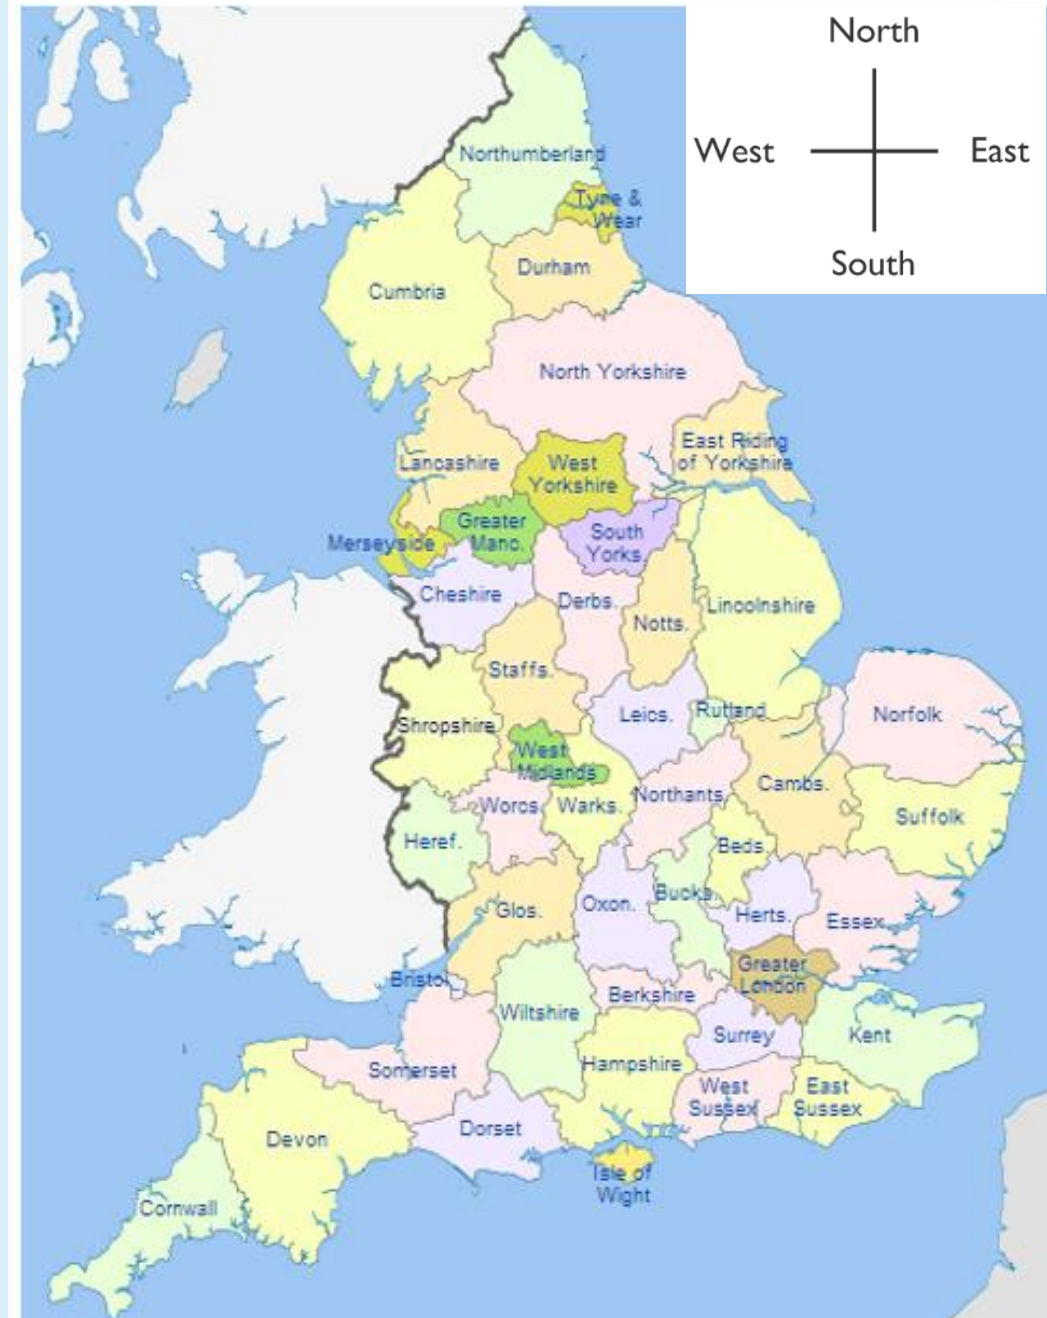 North
West
East
South
Northumberland
Tyne &
Wear
Durham
Cumbria
North Yorkshire
East Riding
of Yorkshire
Lancashire
West
Yorkshire
Greater
Manc.
South
Yorks.
Merseyside
Cheshire
Derbs.
Notts.
Lincolnshire
Staffs.
Shropshire
Leics.
Rutland
Norfolk
West
Midlands
Worcs.
Warks.
Northants.
Cambs.
Suffolk
Heref.
Beds.
Glos.
Oxon.
Bucks.
Herts.
Essex
Bristol
Greater
London
Wiltshire
Berkshire
Surrey
Kent
Somerset
Hampshire
West
Sussex
East
Sussex
Devon
Dorset
Isle of
Wight
Cornwall